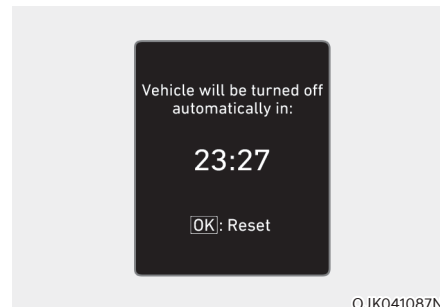 Vehicle will be turned off
automatically in:
23:27
OK: Reset
OJK041087N